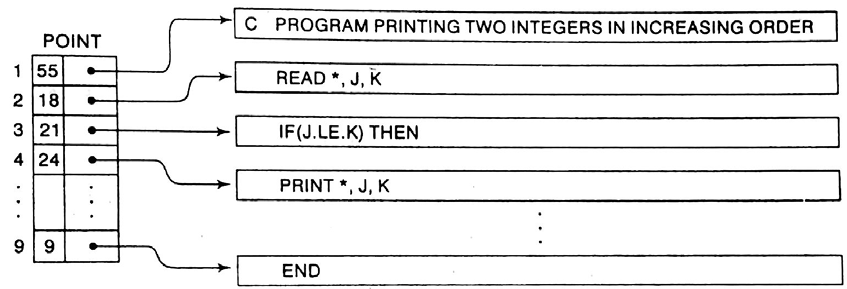 C PROGRAM PRINTING TWO INTEGERS IN INCREASING ORDER
POINT
1 55
READ *, J, K
2 18
3 21
IF(J.LE.K) THEN
4 24
PRINT *, J, K
9 9
END